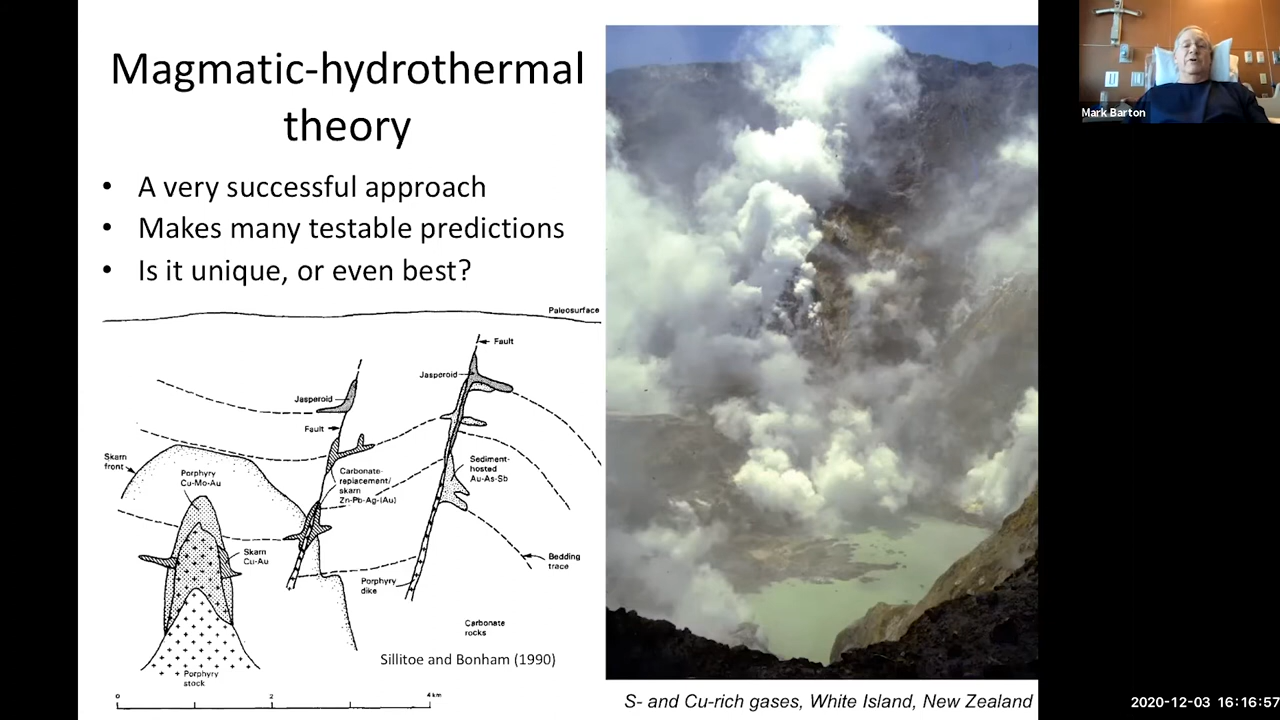 Magmatic-hydrothermal
theory
• A very successful approach
• Makes many testable predictions
• Is it unique, or even best?
Paleosurface
Fault
Jasperoid
Jasperoid
Fault
Skarn
front
Porphyry
Cu-Mo-Au
Carbonate-
replacement/
skarn
Zn-Pb-Ag-(Au)
Sediment-
hosted
Au-As-Sb
Skarn
Cu-Au
Bedding
trace
Porphyry
dike
Carbonate
rocks
Sillitoe and Bonham (1990)
Porphyry
stock
0 2 4 km
S- and Cu-rich gases, White Island, New Zealand
Mark Barton
2020-12-03 16:16:57